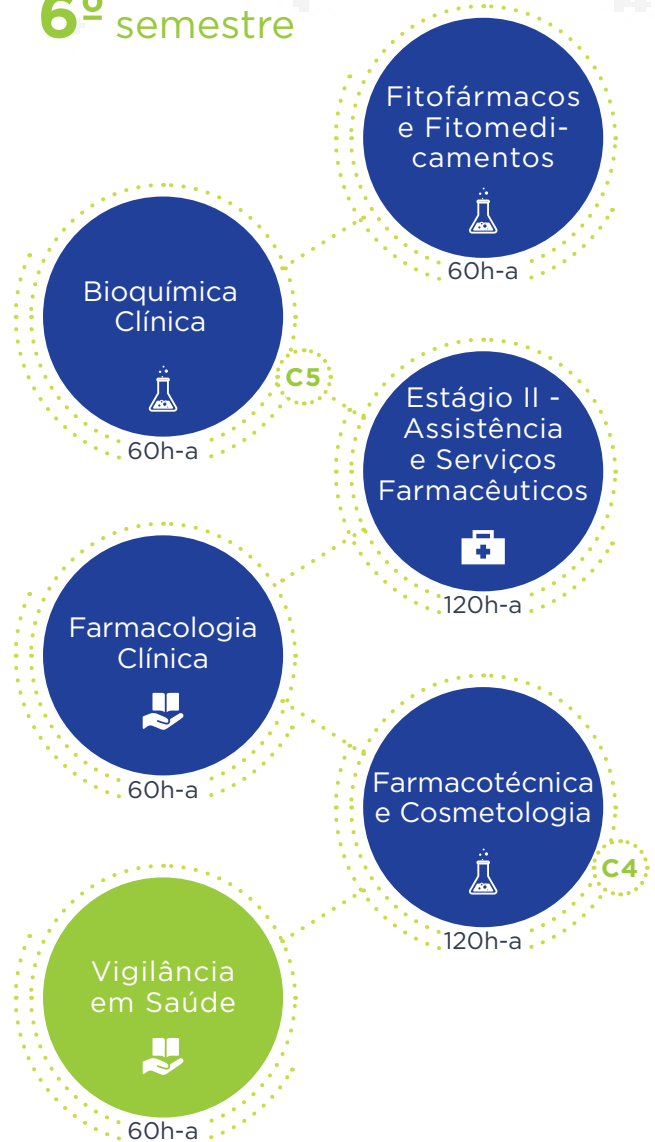 6º semestre
Fitofármacos
e Fitomedi-
camentos
60h-a
Bioquímica
Clínica
C5
60h-a
Estágio II -
Assistência
e Serviços
Farmacêuticos
120h-a
Farmacologia
Clínica
60h-a
Farmacotécnica
e Cosmetologia
C4
120h-a
Vigilância
em Saúde
60h-a